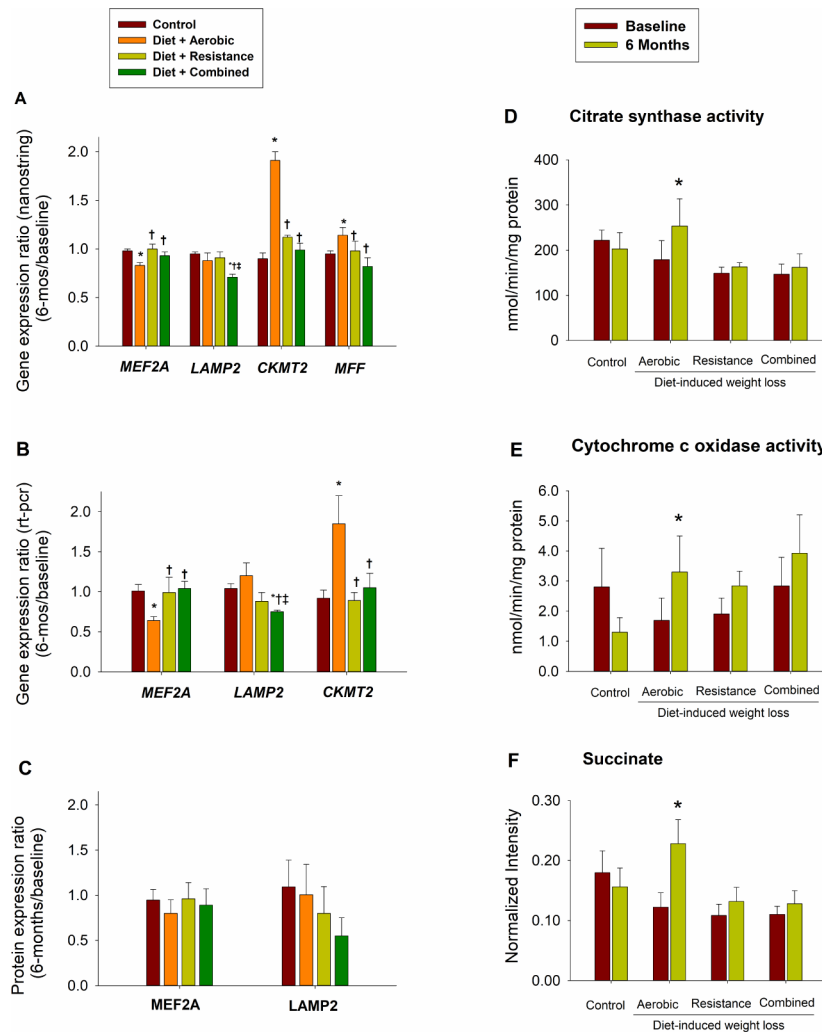 Control
Diet + Aerobic
Diet + Resistance
Diet + Combined
Baseline
6 Months
A
Gene expression ratio (nanostring)
(6-mos/baseline)
2.0
1.5
1.0
0.5
0.0
*
†
†
*†‡
*
†
†
*
†
†
MEF2A
LAMP2
CKMT2
MFF
B
Gene expression ratio (rt-pcr)
(6-mos/baseline)
2.0
1.5
1.0
0.5
0.0
*
†
†
*†‡
*
†
†
MEF2A
LAMP2
CKMT2
C
Protein expression ratio
(6-months/baseline)
2.0
1.5
1.0
0.5
0.0
MEF2A
LAMP2
D
Citrate synthase activity
nmol/min/mg protein
400
300
200
100
0
*
Control
Aerobic
Resistance
Combined
Diet-induced weight loss
E
Cytochrome c oxidase activity
nmol/min/mg protein
6.0
5.0
4.0
3.0
2.0
1.0
0.0
*
Control
Aerobic
Resistance
Combined
Diet-induced weight loss
F
Succinate
Normalized Intensity
0.30
0.20
0.10
0.00
*
Control
Aerobic
Resistance
Combined
Diet-induced weight loss